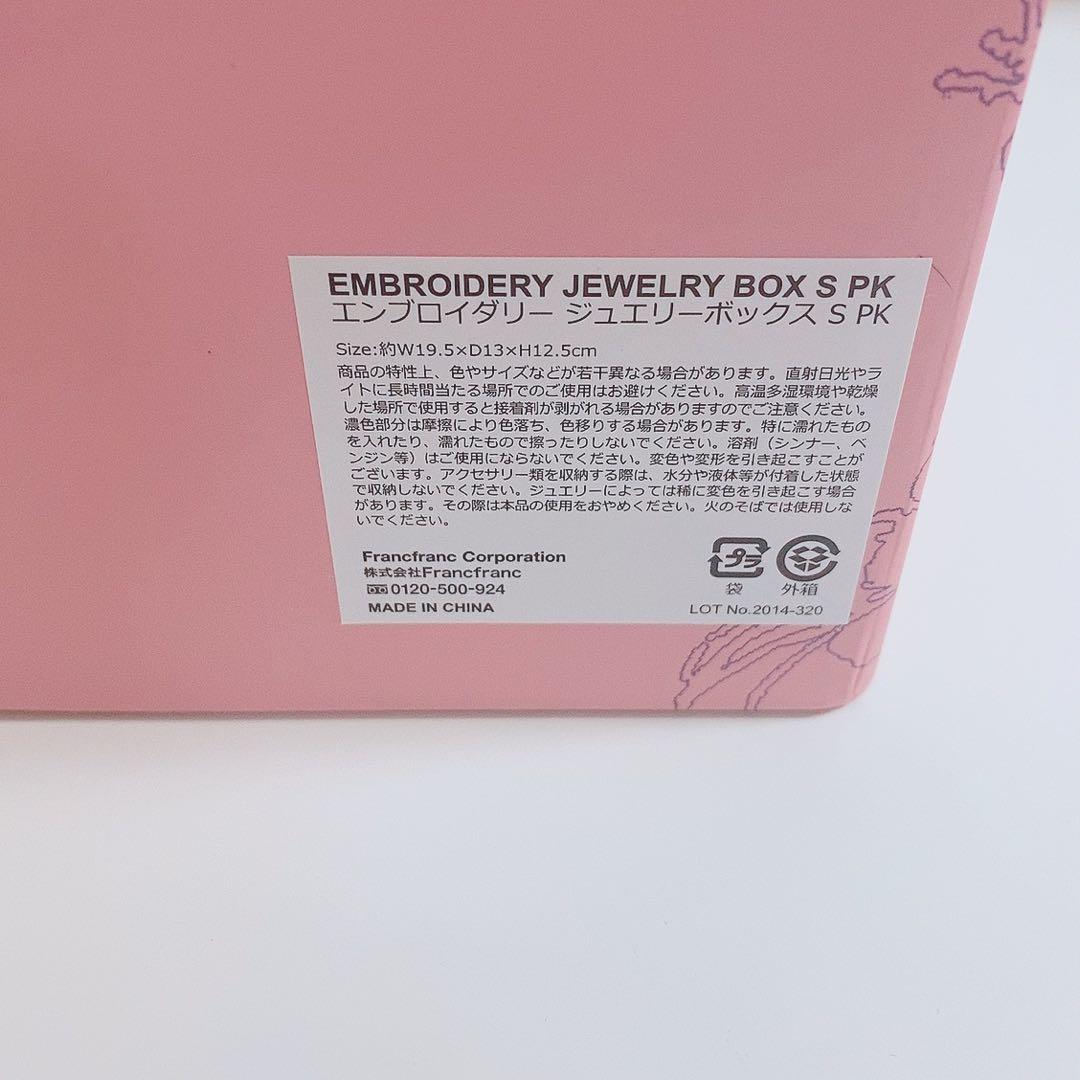 EMBROIDERY JEWELRY BOX S PK
エンブロイダリー ジュエリーボックス S PK
Size:約W19.5×D13×H12.5cm
商品の特性上、色やサイズなどが若干異なる場合があります。直射日光やラ
イトに長時間当たる場所でのご使用はお避けください。高温多湿環境や乾燥
した場所で使用すると接着剤が剥がれる場合がありますのでご注意ください。
濃色部分は摩擦により色落ち、色移りする場合があります。特に濡れたもの
を入れたり、濡れたもので擦ったりしないでください。溶剤（シンナー、ベ
ンジン等）はご使用にならないでください。変色や変形を引き起こすことが
ございます。アクセサリー類を収納する際は、水分や液体等が付着した状態
で収納しないでください。ジュエリーによっては稀に変色を引き起こす場合
があります。その際は本品の使用をおやめください。火のそばでは使用しな
いでください。
Francfranc Corporation
株式会社Francfranc
0120-500-924
MADE IN CHINA
プラ
袋 外箱
LOT No.2014-320